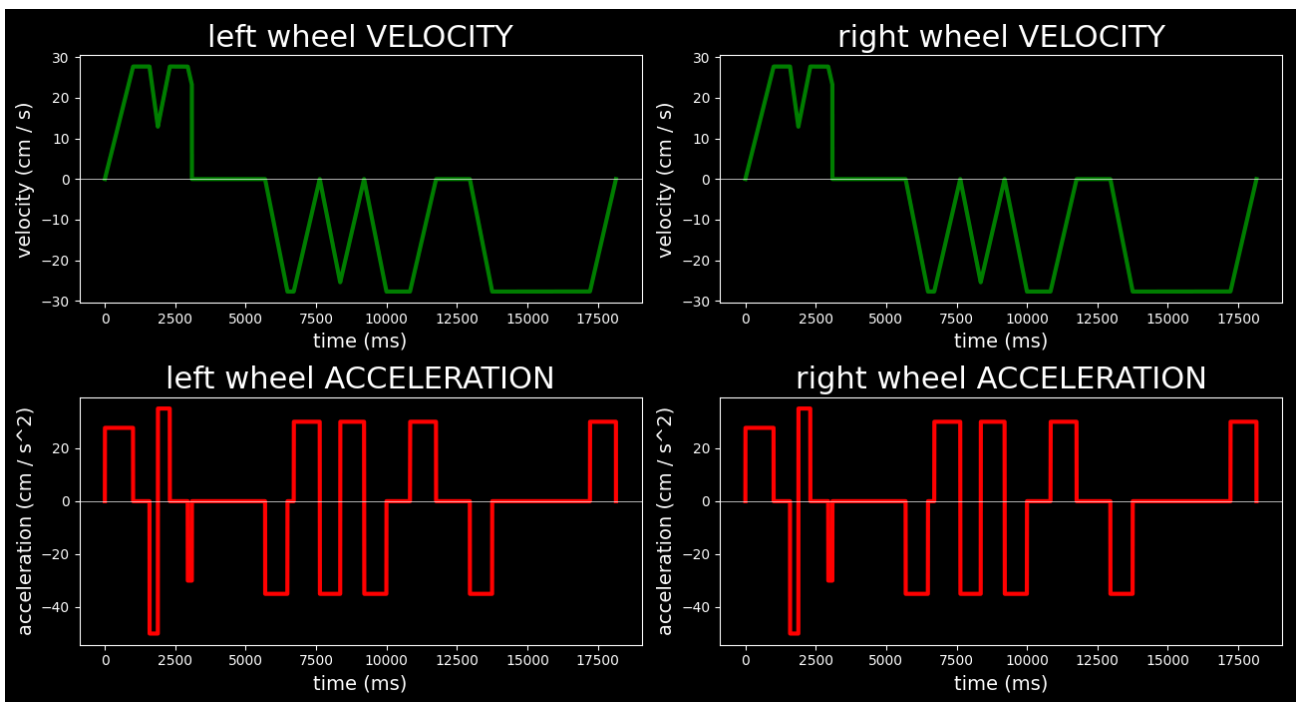 left wheel VELOCITY
right wheel VELOCITY
velocity (cm / s)
30
20
10
0
−10
−20
−30
0 2500 5000 7500 10000 12500 15000 17500
time (ms)
velocity (cm / s)
30
20
10
0
−10
−20
−30
0 2500 5000 7500 10000 12500 15000 17500
time (ms)
left wheel ACCELERATION
right wheel ACCELERATION
acceleration (cm / s^2)
20
0
−20
−40
0 2500 5000 7500 10000 12500 15000 17500
time (ms)
acceleration (cm / s^2)
20
0
−20
−40
0 2500 5000 7500 10000 12500 15000 17500
time (ms)